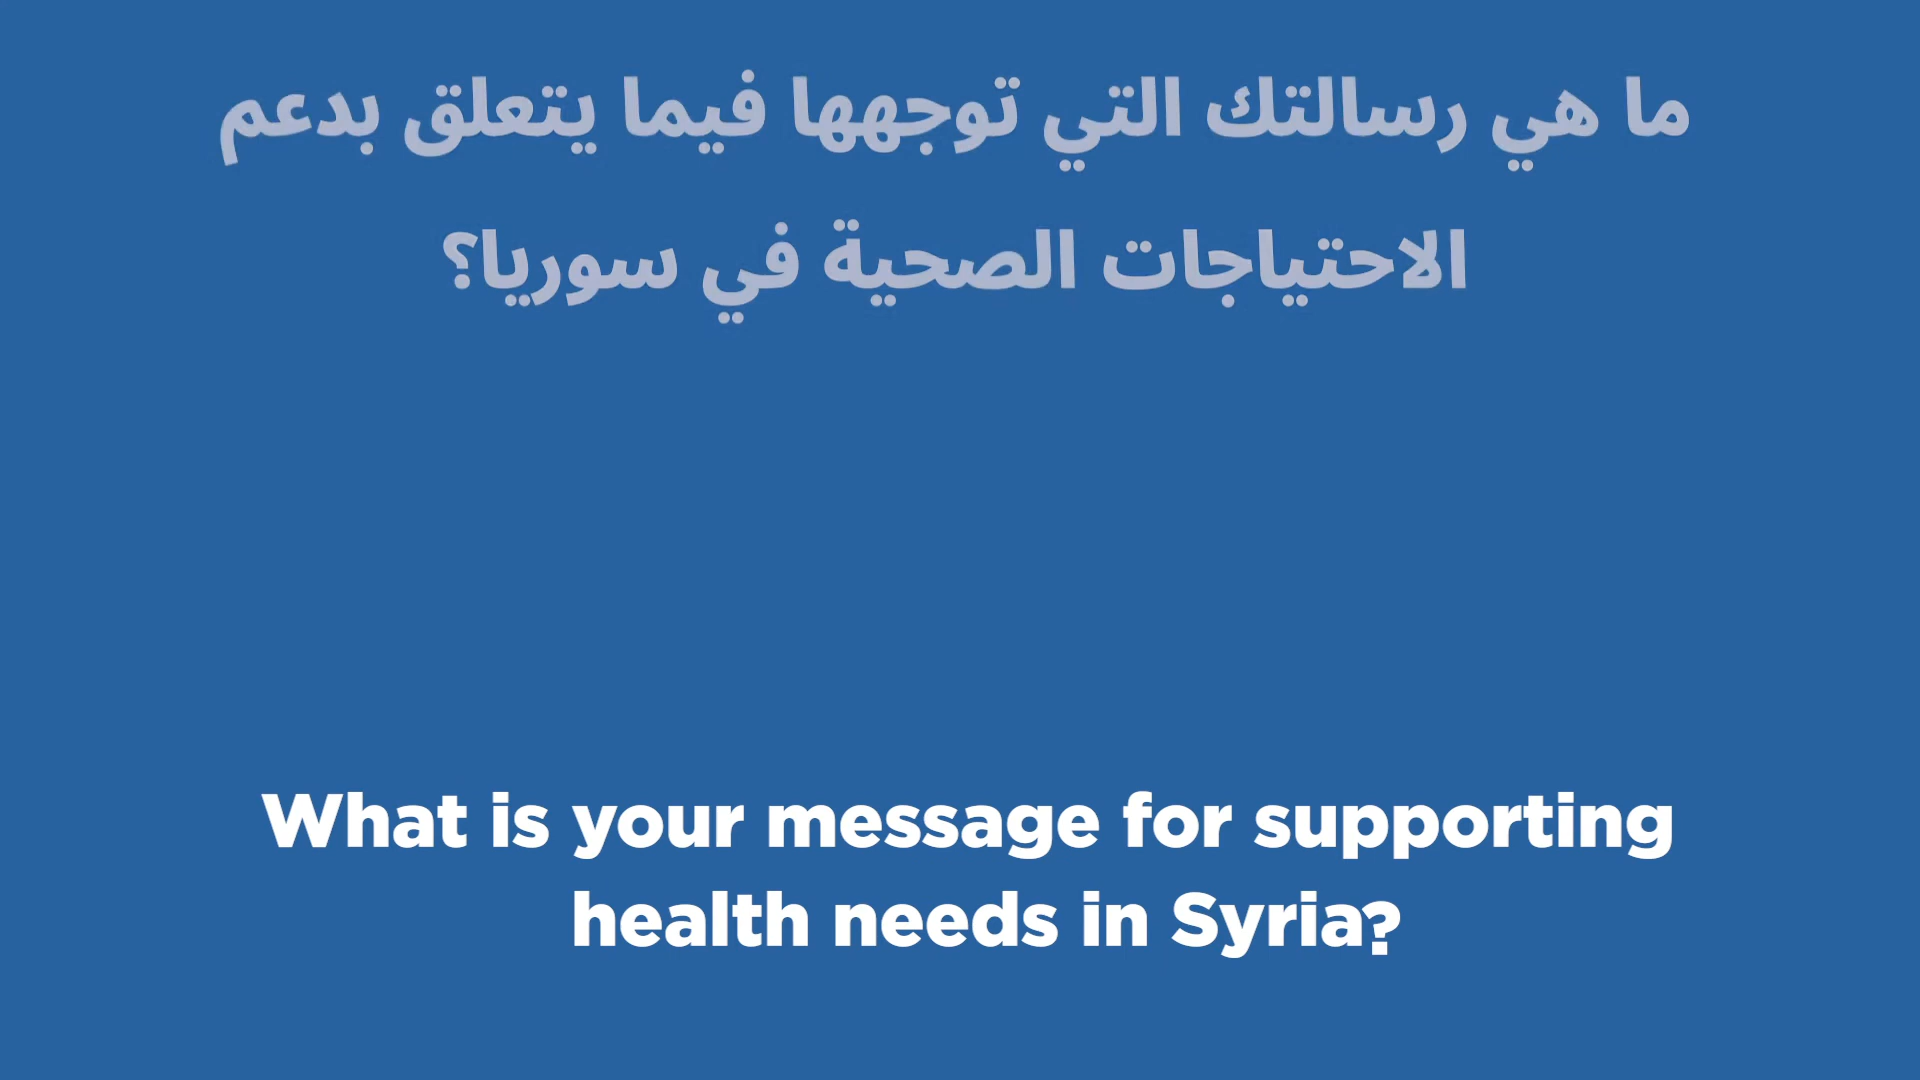 ما هي رسالتك التي توجهها فيما يتعلق بدعم
الاحتياجات الصحية في سوريا؟
What is your message for supporting
health needs in Syria?